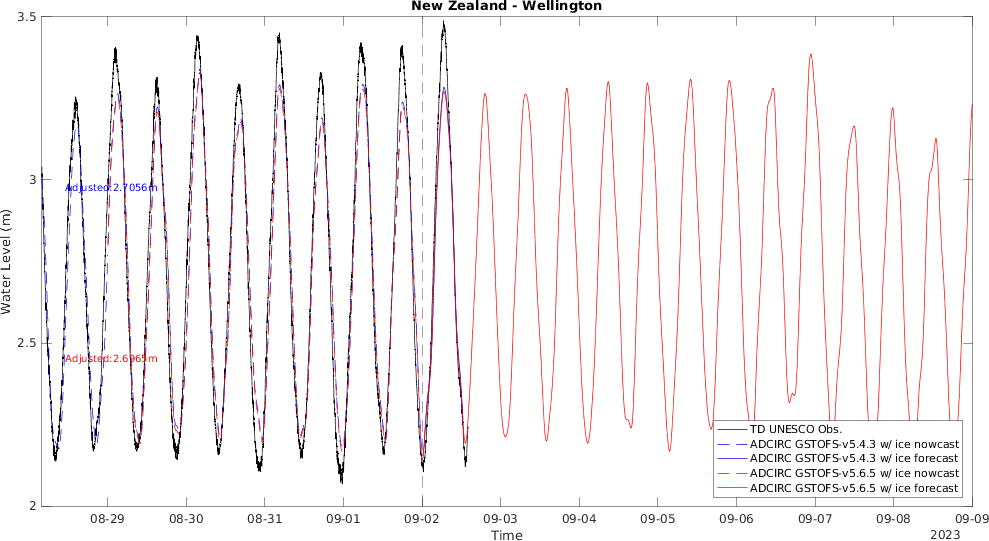 New Zealand - Wellington
3.5
3
2.5
2
Water Level (m)
Adjusted:2.7056m
Adjusted:2.6965m
TD UNESCO Obs.
ADCIRC GSTOFS-v5.4.3 w/ ice nowcast
ADCIRC GSTOFS-v5.4.3 w/ ice forecast
ADCIRC GSTOFS-v5.6.5 w/ ice nowcast
ADCIRC GSTOFS-v5.6.5 w/ ice forecast
08-29 08-30 08-31 09-01 09-02 09-03 09-04 09-05 09-06 09-07 09-08 09-09
Time
2023